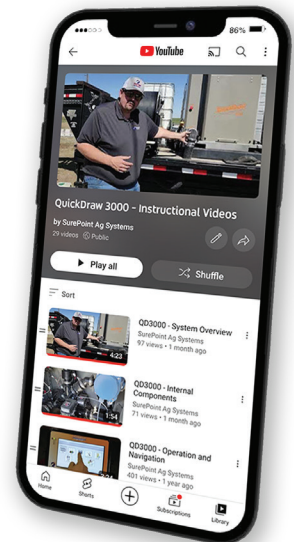 86%
YouTube
QuickDraw 3000 - Instructional Videos
by SurePoint Ag Systems
29 videos Public
Play all
Shuffle
Sort
QD3000 - System Overview
SurePoint Ag Systems
97 views • 1 month ago
4:23
QD3000 - Internal
Components
SurePoint Ag Systems
71 views • 1 month ago
1:54
QD3000 - Operation and
Navigation
SurePoint Ag Systems
401 views • 1 year ago
Home
Shorts
Subscriptions
Library